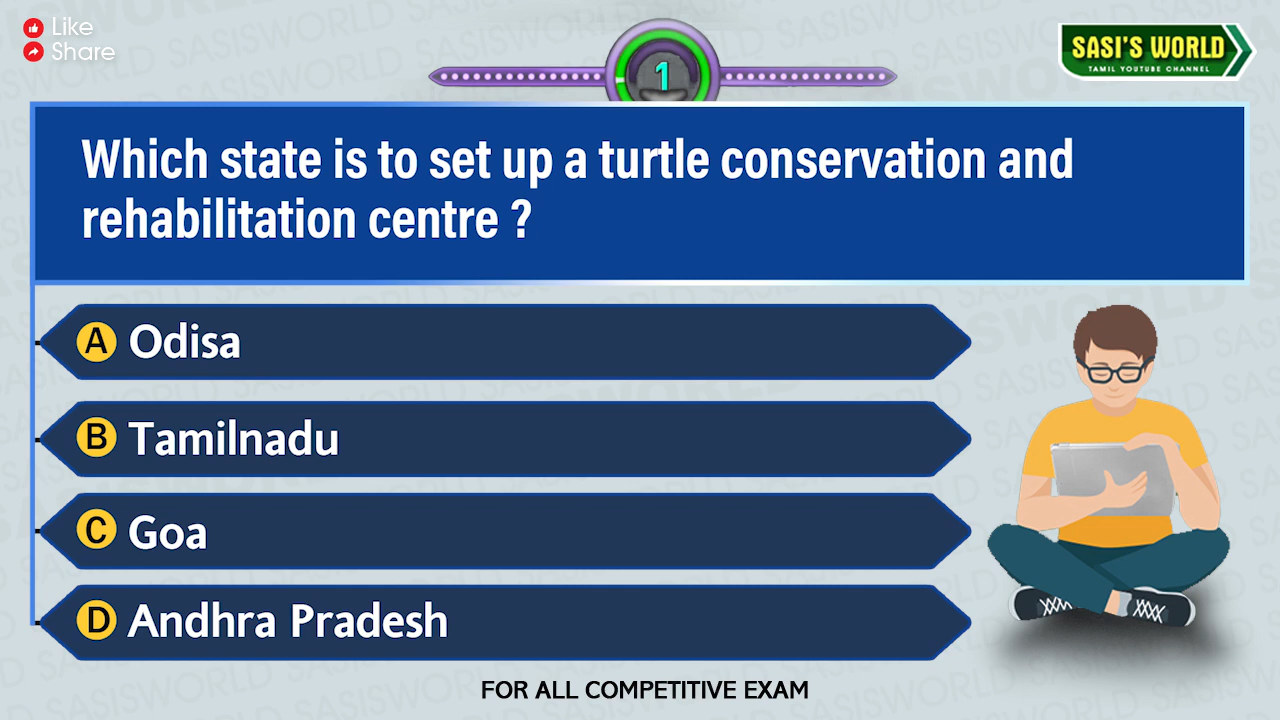 Like
Share
1
SASI'S WORLD
TAMIL YOUTUBE CHANNEL
Which state is to set up a turtle conservation and
rehabilitation centre ?
A Odisa
B Tamilnadu
C Goa
D Andhra Pradesh
FOR ALL COMPETITIVE EXAM